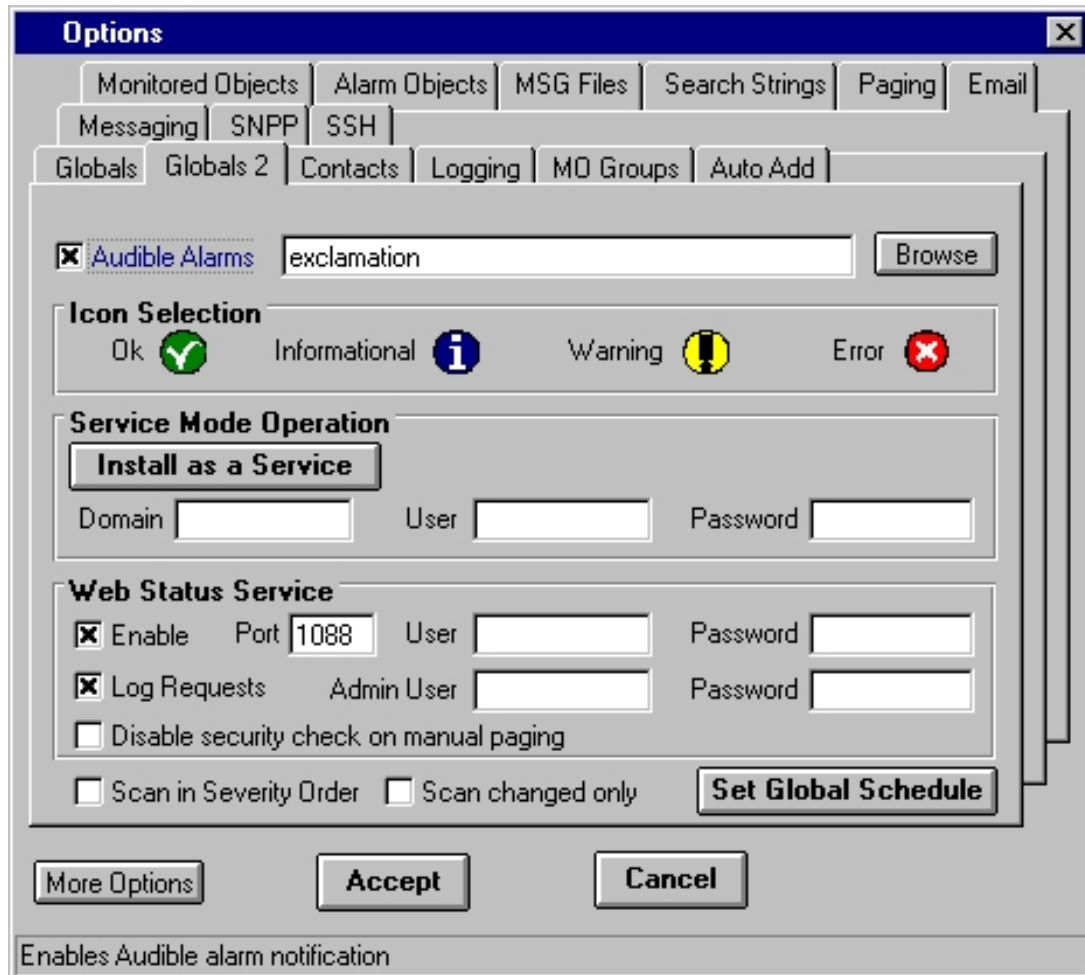 Options
Monitored Objects Alarm Objects MSG Files Search Strings Paging Email
Messaging SNPP SSH
Globals Globals 2 Contacts Logging MO Groups Auto Add
Audible Alarms exclamation Browse
Icon Selection
Ok Informational Warning Error
Service Mode Operation
Install as a Service
Domain User Password
Web Status Service
Enable Port 1088 User Password
Log Requests Admin User Password
Disable security check on manual paging
Scan in Severity Order Scan changed only Set Global Schedule
More Options Accept Cancel
Enables Audible alarm notification